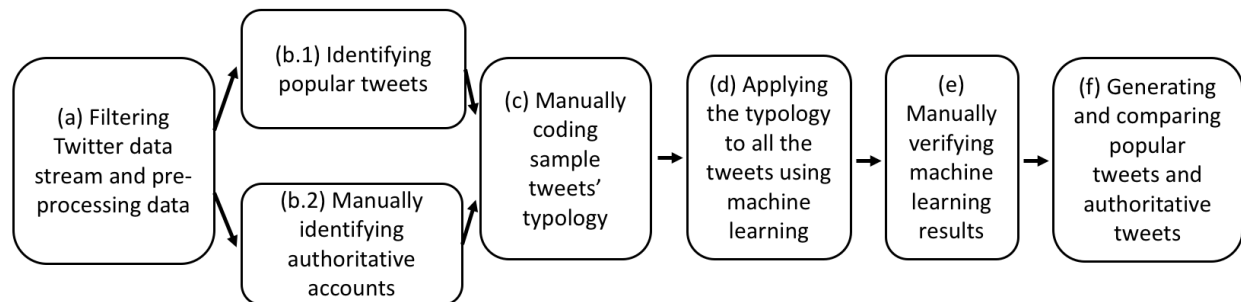 (a) Filtering
Twitter data
stream and pre-
processing data
(b.1) Identifying
popular tweets
(b.2) Manually
identifying
authoritative
accounts
(c) Manually
coding
sample
tweets’
typology
(d) Applying
the typology
to all the
tweets using
machine
learning
(e)
Manually
verifying
machine
learning
results
(f) Generating
and comparing
popular
tweets and
authoritative
tweets